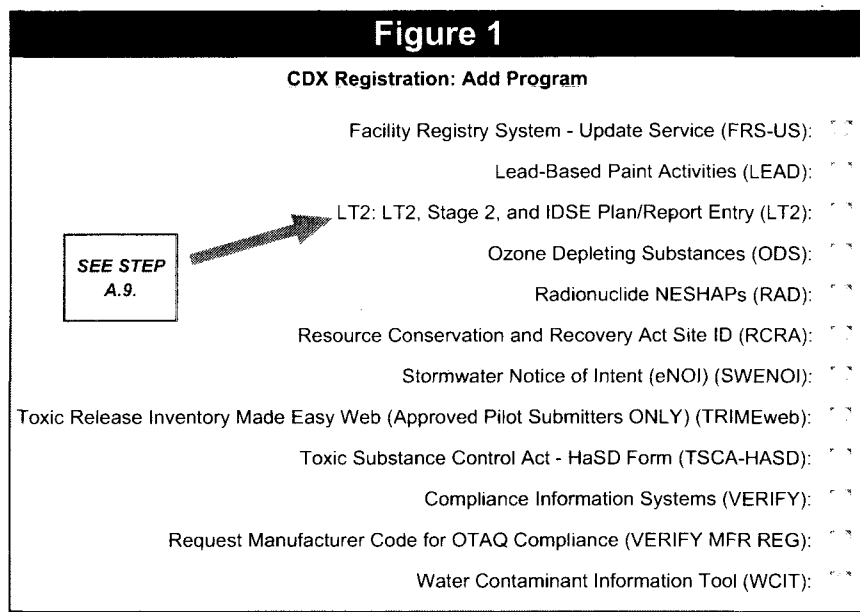 Figure 1
CDX Registration: Add Program
Facility Registry System - Update Service (FRS-US):
Lead-Based Paint Activities (LEAD):
LT2: LT2, Stage 2, and IDSE Plan/Report Entry (LT2):
SEE STEP
A.9.
Ozone Depleting Substances (ODS):
Radionuclide NESHAPs (RAD):
Resource Conservation and Recovery Act Site ID (RCRA):
Stormwater Notice of Intent (eNOI) (SWENOI):
Toxic Release Inventory Made Easy Web (Approved Pilot Submitters ONLY) (TRIMEweb):
Toxic Substance Control Act - HaSD Form (TSCA-HASD):
Compliance Information Systems (VERIFY):
Request Manufacturer Code for OTAQ Compliance (VERIFY MFR REG):
Water Contaminant Information Tool (WCIT):